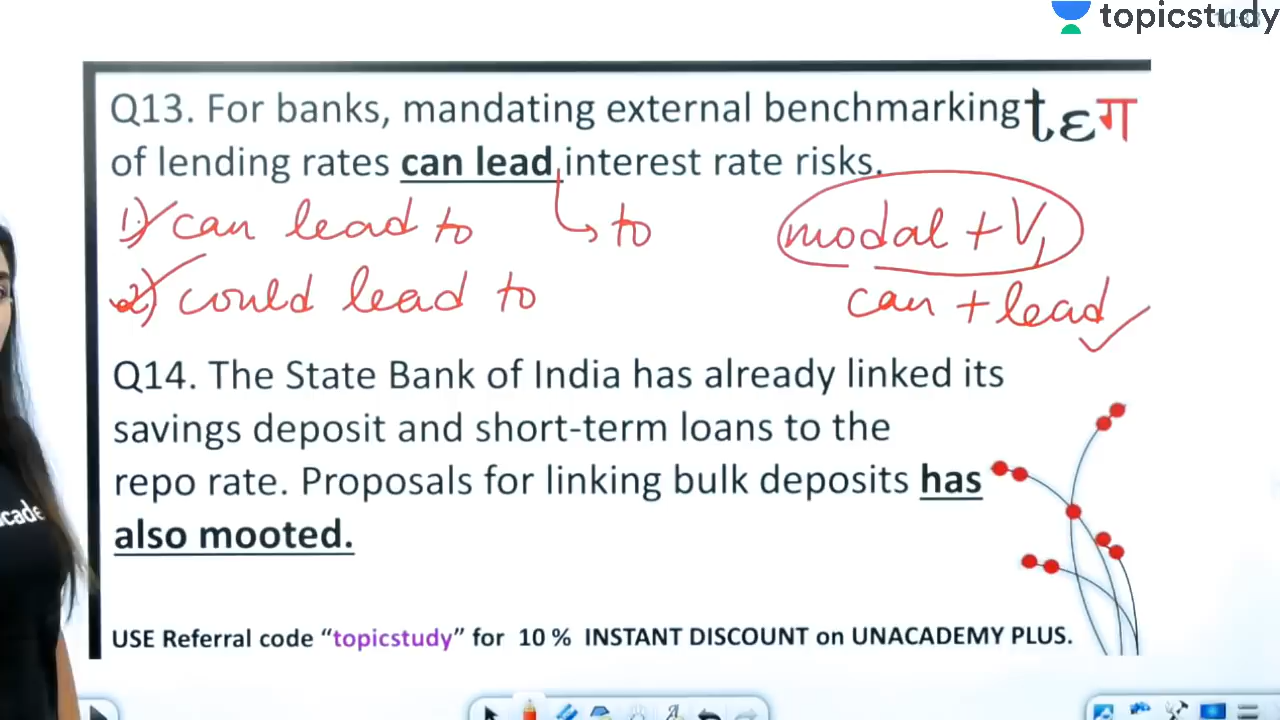 topicstudy
Q13. For banks, mandating external benchmarking
tεग
of lending rates can lead interest rate risks.
1) can lead to
to
modal + V1
2) could lead to
can + lead
Q14. The State Bank of India has already linked its
savings deposit and short-term loans to the
repo rate. Proposals for linking bulk deposits has
also mooted.
cade
USE Referral code “topicstudy” for 10 % INSTANT DISCOUNT on UNACADEMY PLUS.